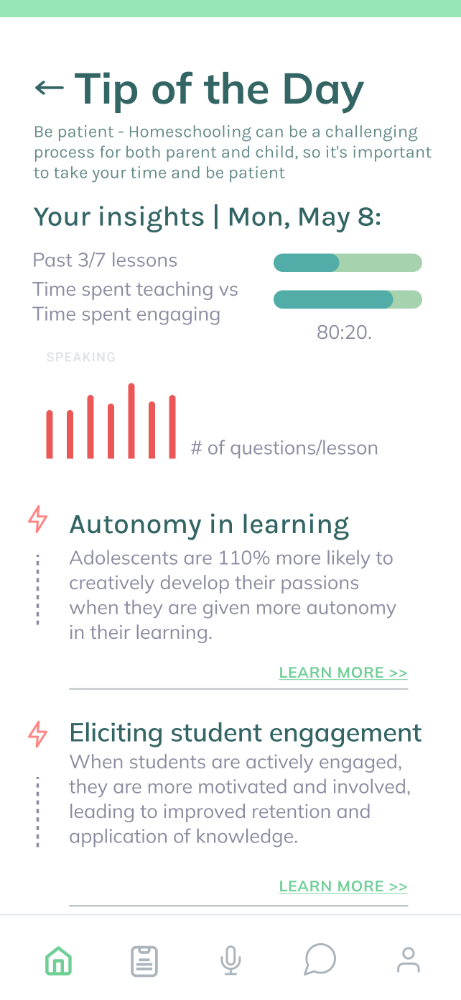 ← Tip of the Day
Be patient - Homeschooling can be a challenging
process for both parent and child, so it's important
to take your time and be patient
Your insights | Mon, May 8:
Past 3/7 lessons
Time spent teaching vs
Time spent engaging
80:20.
SPEAKING
# of questions/lesson
Autonomy in learning
Adolescents are 110% more likely to
creatively develop their passions
when they are given more autonomy
in their learning.
LEARN MORE >>
Eliciting student engagement
When students are actively engaged,
they are more motivated and involved,
leading to improved retention and
application of knowledge.
LEARN MORE >>